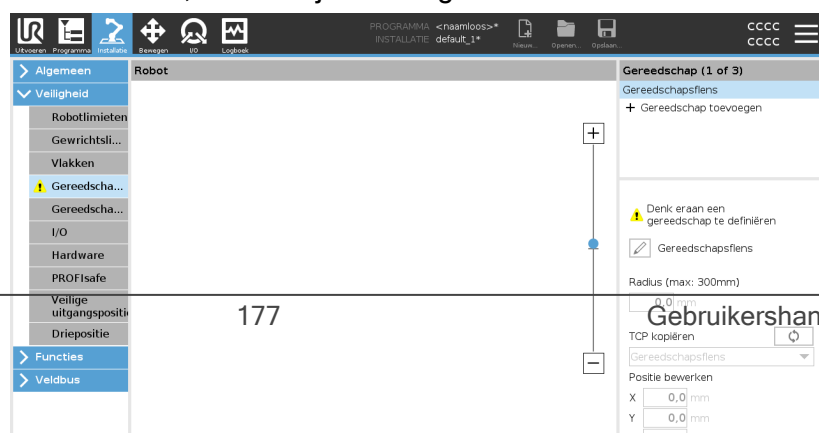 PROGRAMMA <naamloos>*
INSTALLATIE default_1*
Uitvoeren Programma Installatie Bewegen I/O Logboek
Nieuw... Openen... Opslaan...
cccc
cccc
Algemeen
Veiligheid
Robotlimieten
Gewrichtsli...
Vlakken
Gereedscha...
Gereedscha...
I/O
Hardware
PROFIsafe
Veilige
uitgangspositi
Driepositie
Functies
Veldbus
Robot
177
Gereedschap (1 of 3)
Gereedschapsflens
+ Gereedschap toevoegen
Denk eraan een
gereedschap te definiëren
Gereedschapsflens
Radius (max: 300mm)
0,0 mm
Gebruikershan
TCP kopiëren
Gereedschapsflens
Positie bewerken
X 0,0 mm
Y 0,0 mm